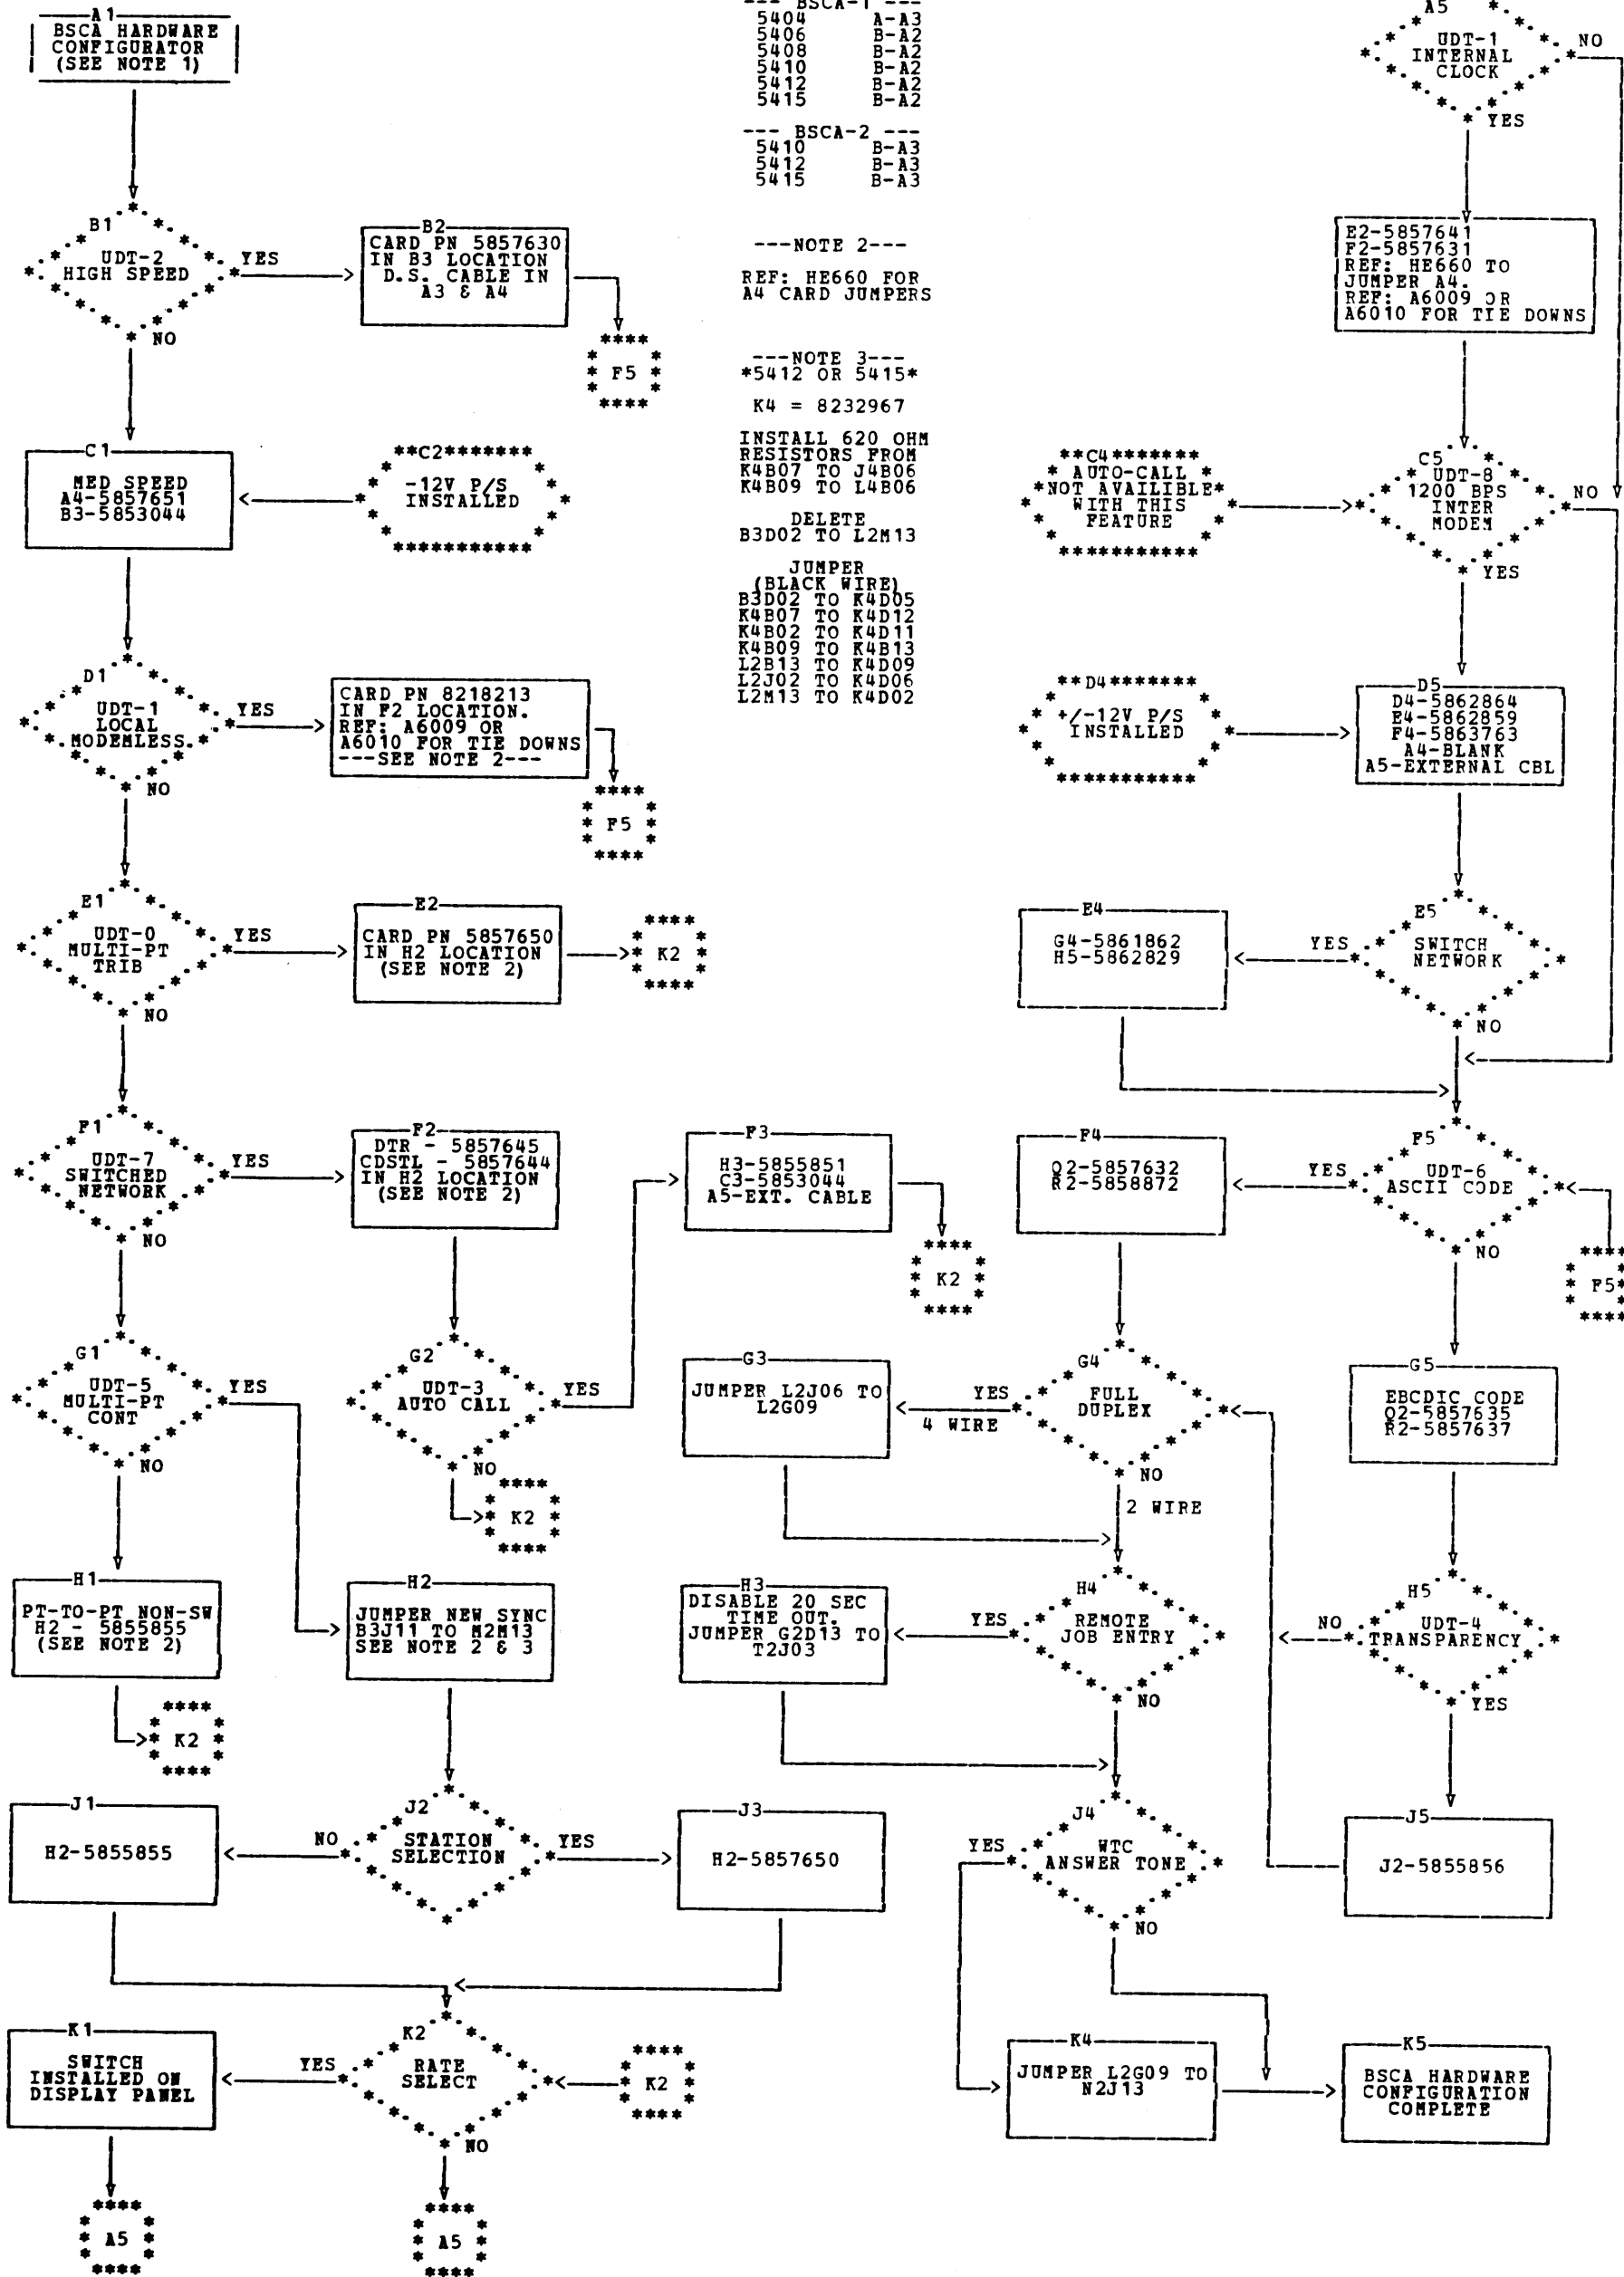 A1
BSCA HARDWARE
CONFIGURATOR
(SEE NOTE 1)
B1
UDT-2
HIGH SPEED
YES
NO
B2
CARD PN 5857630
IN B3 LOCATION
D.S. CABLE IN
A3 & A4
F5
C1
MED SPEED
A4-5857651
B3-5853044
**C2*******
-12V P/S
INSTALLED
D1
UDT-1
LOCAL
MODEMLESS
YES
NO
CARD PN 8218213
IN F2 LOCATION.
REF: A6009 OR
A6010 FOR TIE DOWNS
---SEE NOTE 2---
F5
E1
UDT-0
MULTI-PT
TRIB
YES
NO
E2
CARD PN 5857650
IN H2 LOCATION
(SEE NOTE 2)
K2
F1
UDT-7
SWITCHED
NETWORK
YES
NO
F2
DTR - 5857645
CDSTL - 5857644
IN H2 LOCATION
(SEE NOTE 2)
F3
H3-5855851
C3-5853044
A5-EXT. CABLE
K2
G1
UDT-5
MULTI-PT
CONT
YES
NO
G2
UDT-3
AUTO CALL
YES
NO
K2
H1
PT-TO-PT NON-SW
H2 - 5855855
(SEE NOTE 2)
K2
H2
JUMPER NEW SYNC
B3J11 TO M2M13
SEE NOTE 2 & 3
J1
H2-5855855
J2
STATION
SELECTION
NO
YES
J3
H2-5857650
K1
SWITCH
INSTALLED ON
DISPLAY PANEL
K2
RATE
SELECT
YES
NO
K2
A5
A5
--- BSCA-1 ---
5404 A-A3
5406 B-A2
5408 B-A2
5410 B-A2
5412 B-A2
5415 B-A2
--- BSCA-2 ---
5410 B-A3
5412 B-A3
5415 B-A3
---NOTE 2---
REF: HE660 FOR
A4 CARD JUMPERS
---NOTE 3---
*5412 OR 5415*
K4 = 8232967
INSTALL 620 OHM
RESISTORS FROM
K4B07 TO J4B06
K4B09 TO L4B06
DELETE
B3D02 TO L2M13
JUMPER
(BLACK WIRE)
B3D02 TO K4D05
K4B07 TO K4D12
K4B02 TO K4D11
K4B09 TO K4B13
L2B13 TO K4D09
L2J02 TO K4D06
L2M13 TO K4D02
A5
UDT-1
INTERNAL
CLOCK
NO
YES
E2-5857641
F2-5857631
REF: HE660 TO
JUMPER A4.
REF: A6009 OR
A6010 FOR TIE DOWNS
**C4*******
AUTO-CALL
*NOT AVAILIBLE*
WITH THIS
FEATURE
C5
UDT-8
1200 BPS
INTER
MODEM
NO
YES
**D4*******
+/-12V P/S
INSTALLED
D5
D4-5862864
E4-5862859
F4-5863763
A4-BLANK
A5-EXTERNAL CBL
E4
G4-5861862
H5-5862829
E5
SWITCH
NETWORK
YES
NO
F4
Q2-5857632
R2-5858872
F5
UDT-6
ASCII CODE
YES
NO
F5
G3
JUMPER L2J06 TO
L2G09
G4
FULL
DUPLEX
YES
4 WIRE
NO
2 WIRE
G5
EBCDIC CODE
Q2-5857635
R2-5857637
H3
DISABLE 20 SEC
TIME OUT.
JUMPER G2D13 TO
T2J03
H4
REMOTE
JOB ENTRY
YES
NO
H5
UDT-4
TRANSPARENCY
NO
YES
J4
WTC
ANSWER TONE
YES
NO
J5
J2-5855856
K4
JUMPER L2G09 TO
N2J13
K5
BSCA HARDWARE
CONFIGURATION
COMPLETE